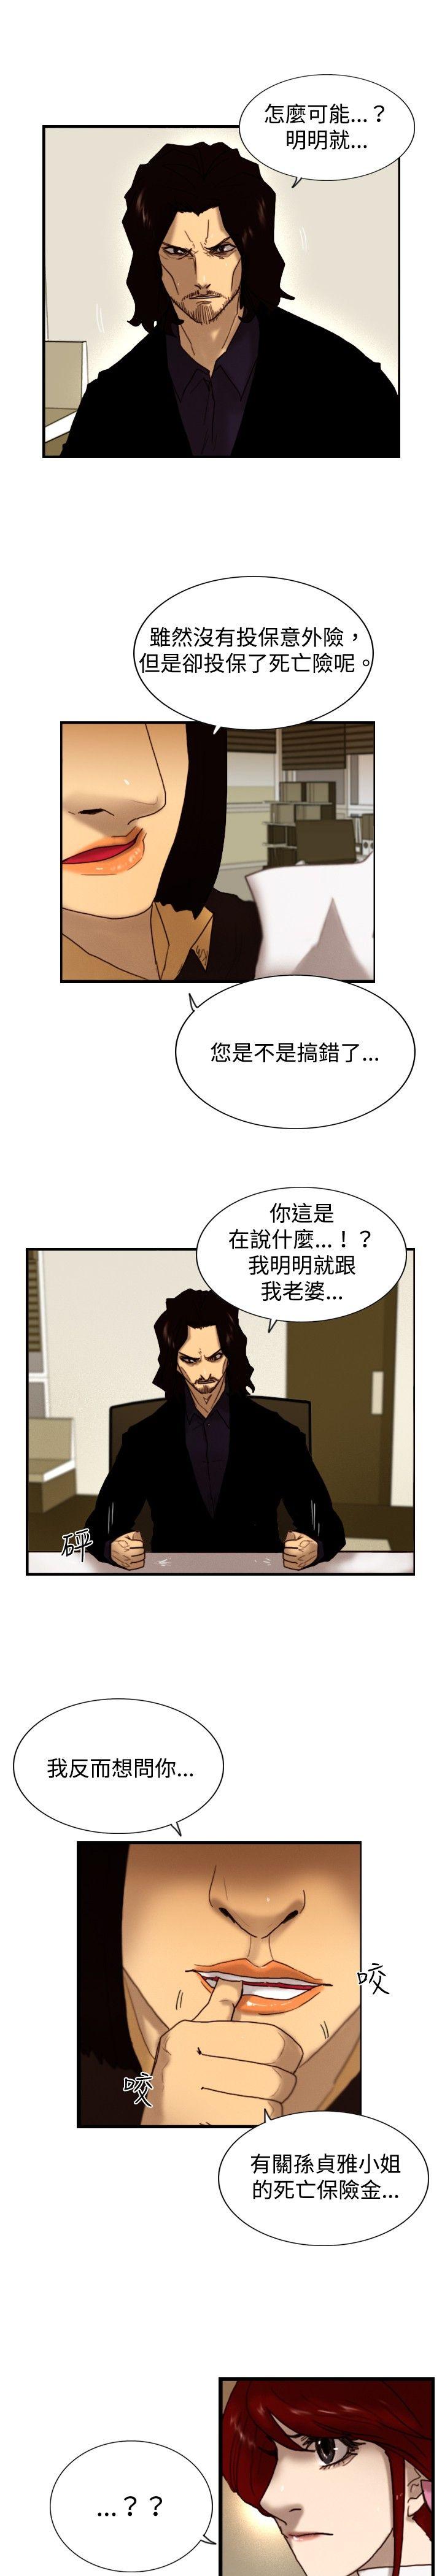 怎麼可能...？
明明就...
雖然沒有投保意外險，
但是卻投保了死亡險呢。
您是不是搞錯了...
你這是
在說什麼...！？
我明明就跟
我老婆...
砰
我反而想問你...
咬
咬
有關孫貞雅小姐
的死亡保險金...
...？？